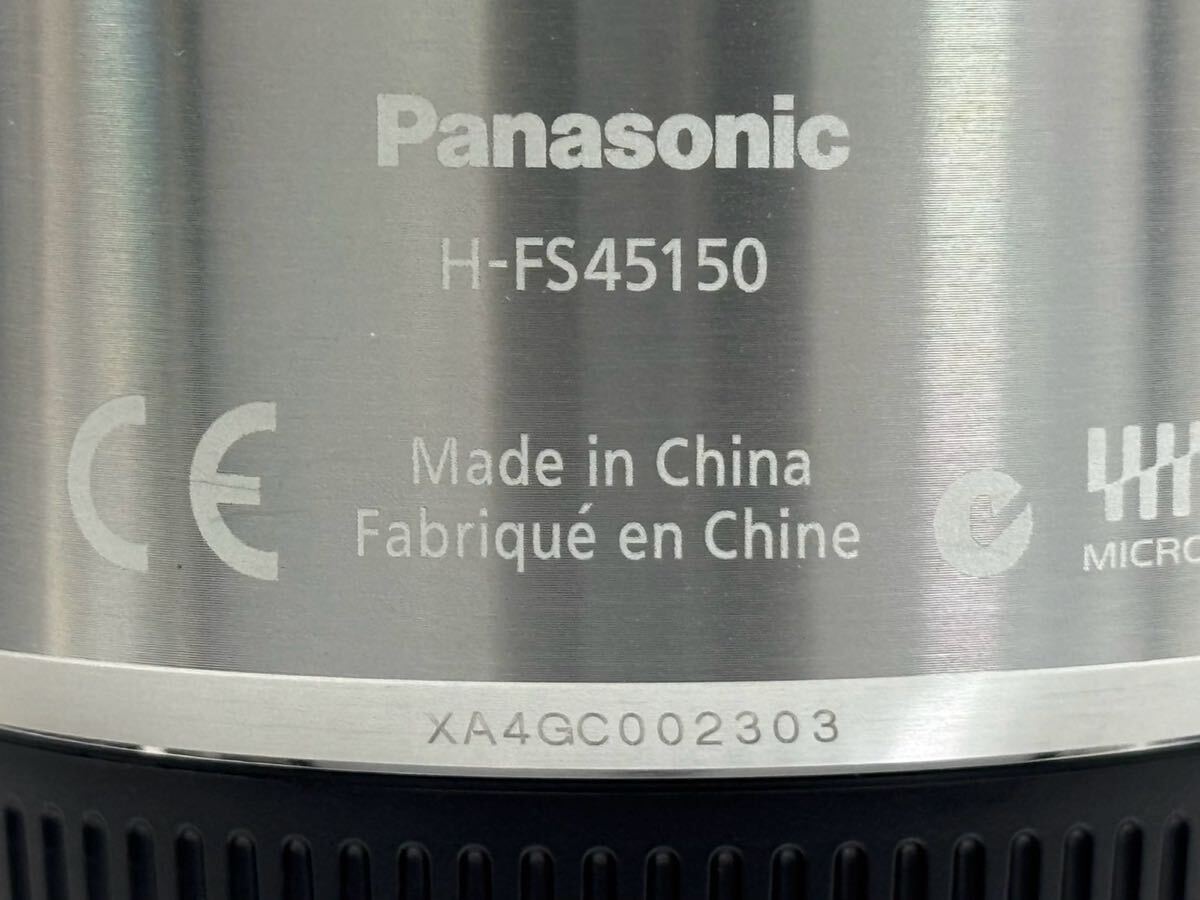 Panasonic
H-FS45150
CE
Made in China
Fabriqué en Chine
MICRO
XA4GC002303